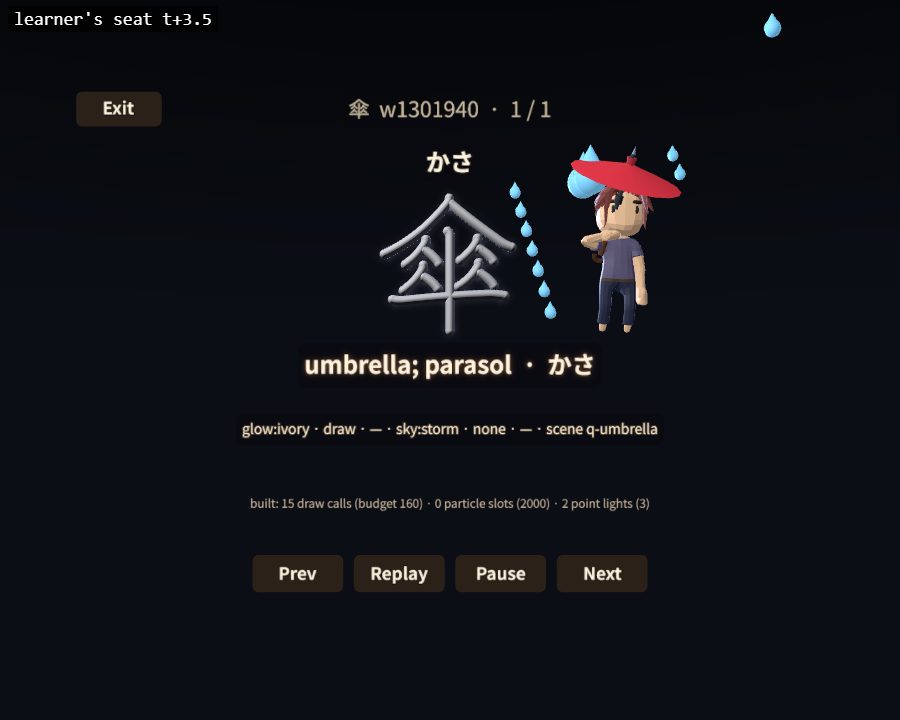 learner's seat t+3.5
Exit
傘 w1301940 · 1 / 1
かさ
傘
umbrella; parasol · かさ
glow:ivory · draw · — · sky:storm · none · — · scene q-umbrella
built: 15 draw calls (budget 160) · 0 particle slots (2000) · 2 point lights (3)
Prev Replay Pause Next